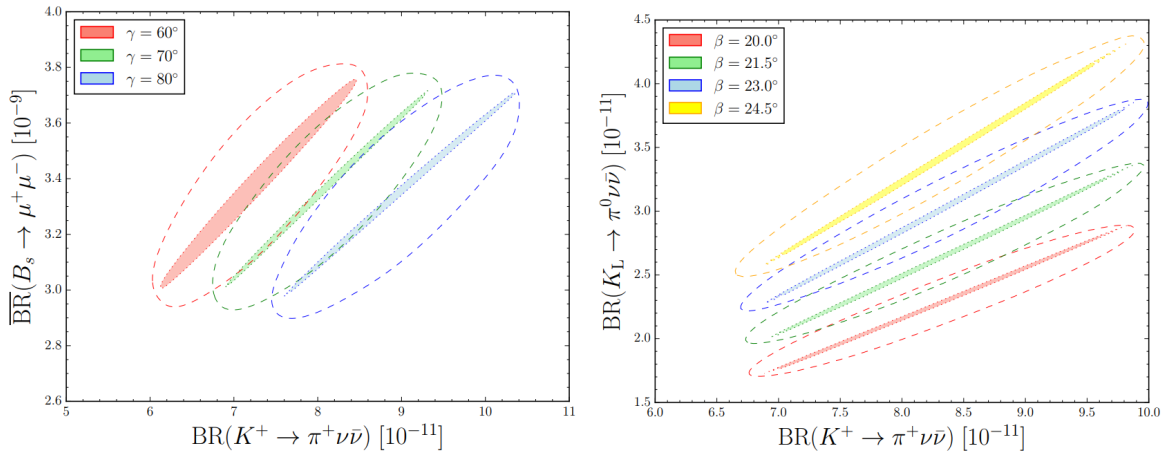 γ = 60°
γ = 70°
γ = 80°
3.8
3.6
3.4
3.2
3.0
2.8
2.6
B̅R̅(B_s → μ⁺μ⁻) [10⁻⁹]
5 6 7 8 9 10 11
BR(K⁺ → π⁺νν̄) [10⁻¹¹]
β = 20.0°
β = 21.5°
β = 23.0°
β = 24.5°
4.5
4.0
3.5
3.0
2.5
2.0
1.5
BR(K_L → π⁰νν̄) [10⁻¹¹]
6.0 6.5 7.0 7.5 8.0 8.5 9.0 9.5 10.0
BR(K⁺ → π⁺νν̄) [10⁻¹¹]